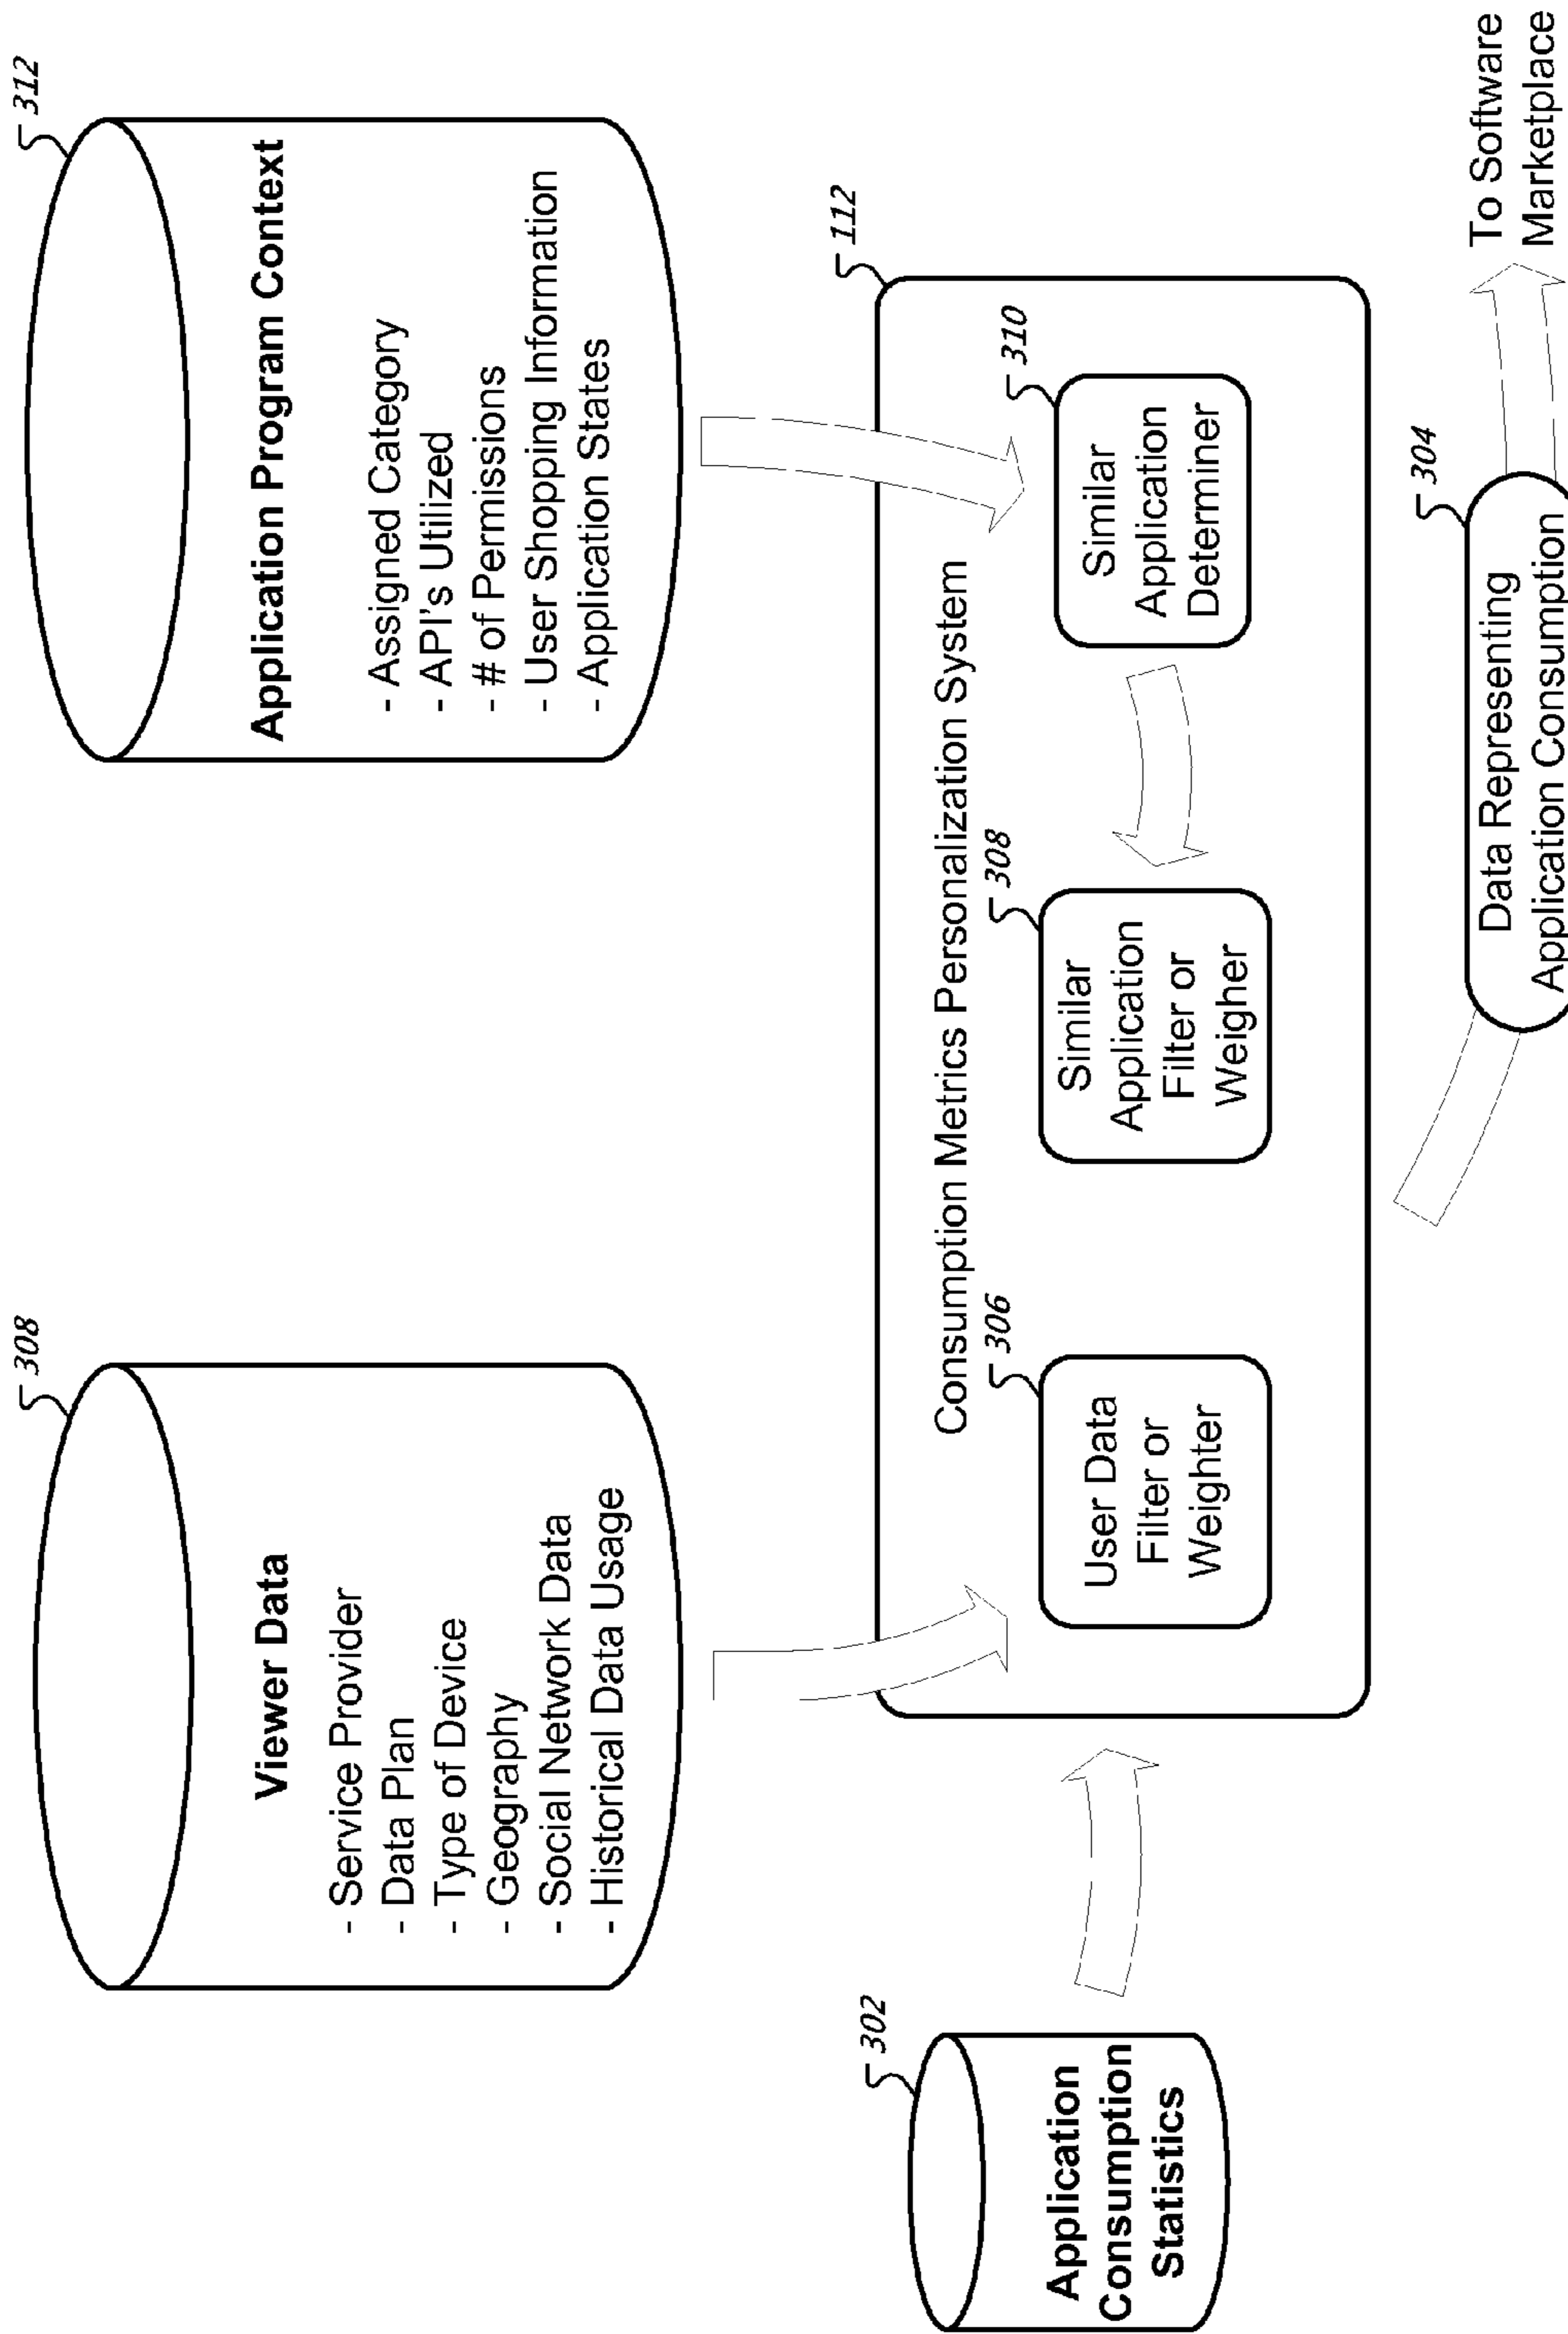 308
Viewer Data
- Service Provider
- Data Plan
- Type of Device
- Geography
- Social Network Data
- Historical Data Usage
312
Application Program Context
- Assigned Category
- API's Utilized
- # of Permissions
- User Shopping Information
- Application States
302
Application
Consumption
Statistics
112
Consumption Metrics Personalization System
306
User Data
Filter or
Weighter
308
Similar
Application
Filter or
Weigher
310
Similar
Application
Determiner
304
Data Representing
Application Consumption
To Software
Marketplace